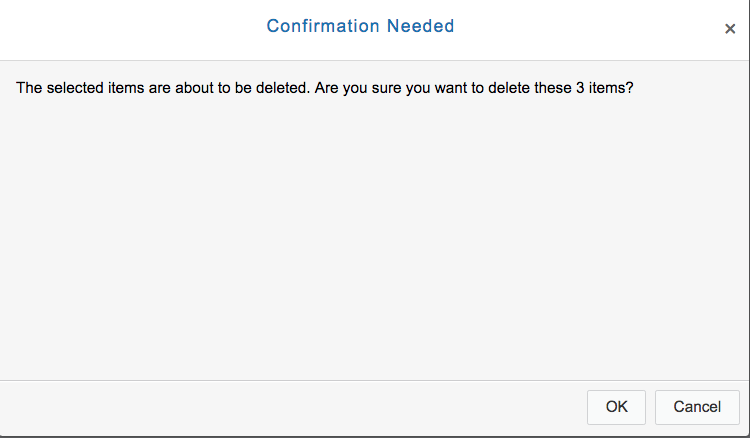 Confirmation Needed
×
The selected items are about to be deleted. Are you sure you want to delete these 3 items?
OK
Cancel